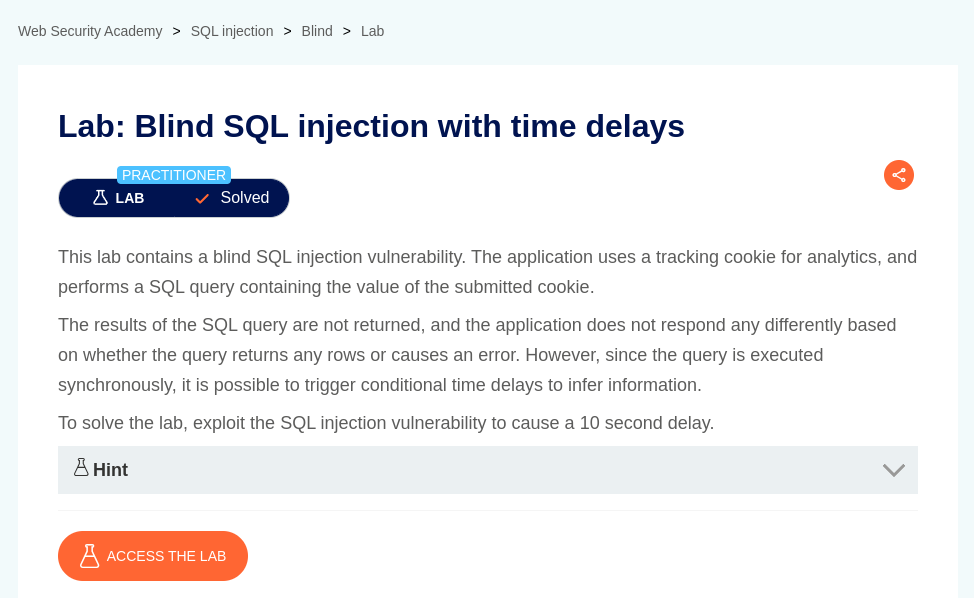 Web Security Academy > SQL injection > Blind > Lab
Lab: Blind SQL injection with time delays
PRACTITIONER
LAB Solved
This lab contains a blind SQL injection vulnerability. The application uses a tracking cookie for analytics, and
performs a SQL query containing the value of the submitted cookie.
The results of the SQL query are not returned, and the application does not respond any differently based
on whether the query returns any rows or causes an error. However, since the query is executed
synchronously, it is possible to trigger conditional time delays to infer information.
To solve the lab, exploit the SQL injection vulnerability to cause a 10 second delay.
Hint
ACCESS THE LAB